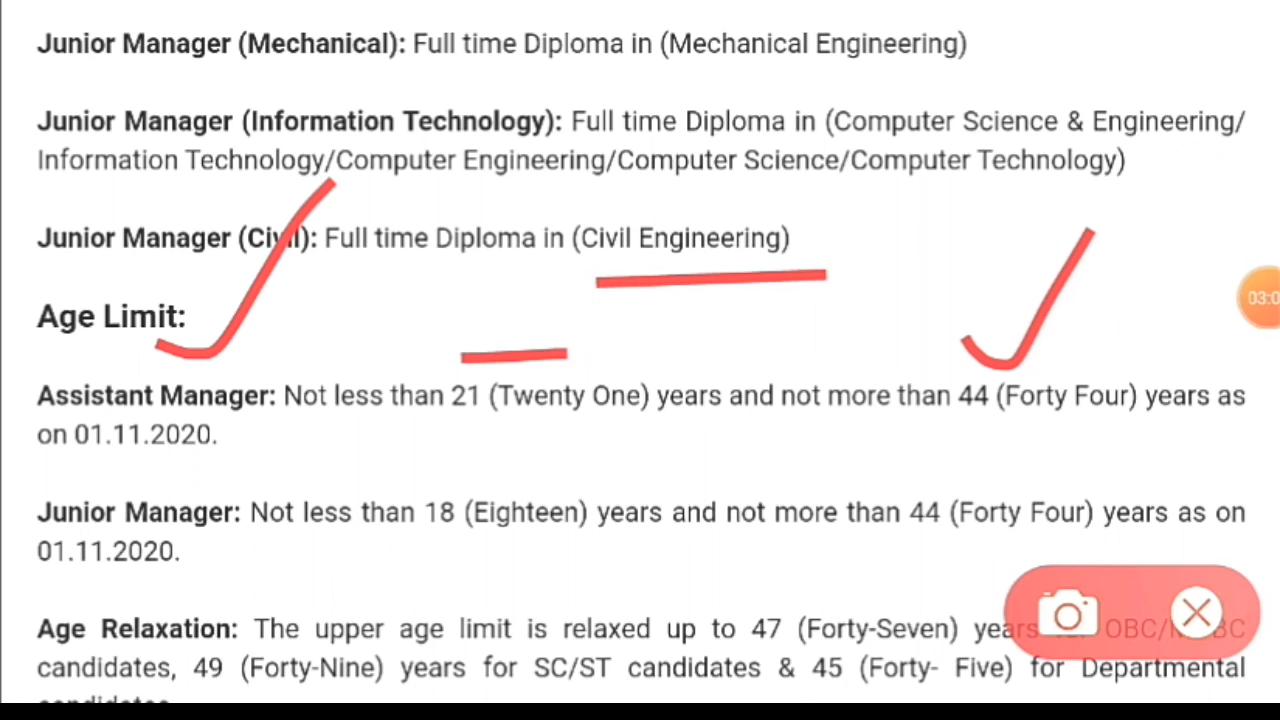 Junior Manager (Mechanical): Full time Diploma in (Mechanical Engineering)
Junior Manager (Information Technology): Full time Diploma in (Computer Science & Engineering/
Information Technology/Computer Engineering/Computer Science/Computer Technology)
Junior Manager (Civil): Full time Diploma in (Civil Engineering)
Age Limit:
Assistant Manager: Not less than 21 (Twenty One) years and not more than 44 (Forty Four) years as
on 01.11.2020.
Junior Manager: Not less than 18 (Eighteen) years and not more than 44 (Forty Four) years as on
01.11.2020.
Age Relaxation: The upper age limit is relaxed up to 47 (Forty-Seven) years
candidates, 49 (Forty-Nine) years for SC/ST candidates & 45 (Forty- Five) for Departmental